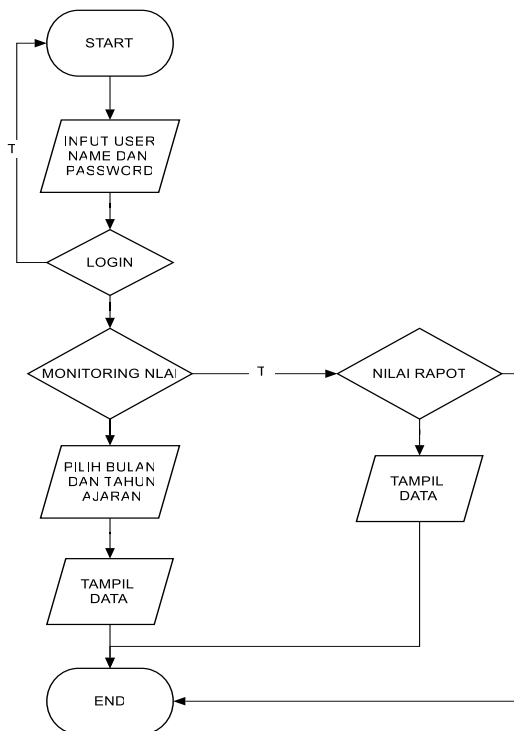 START
T
INPUT USER
NAME DAN
PASSWORD
LOGIN
MONITORING NLAI
T
NILAI RAPOT
PILIH BULAN
DAN TAHUN
AJARAN
TAMPIL
DATA
TAMPIL
DATA
END